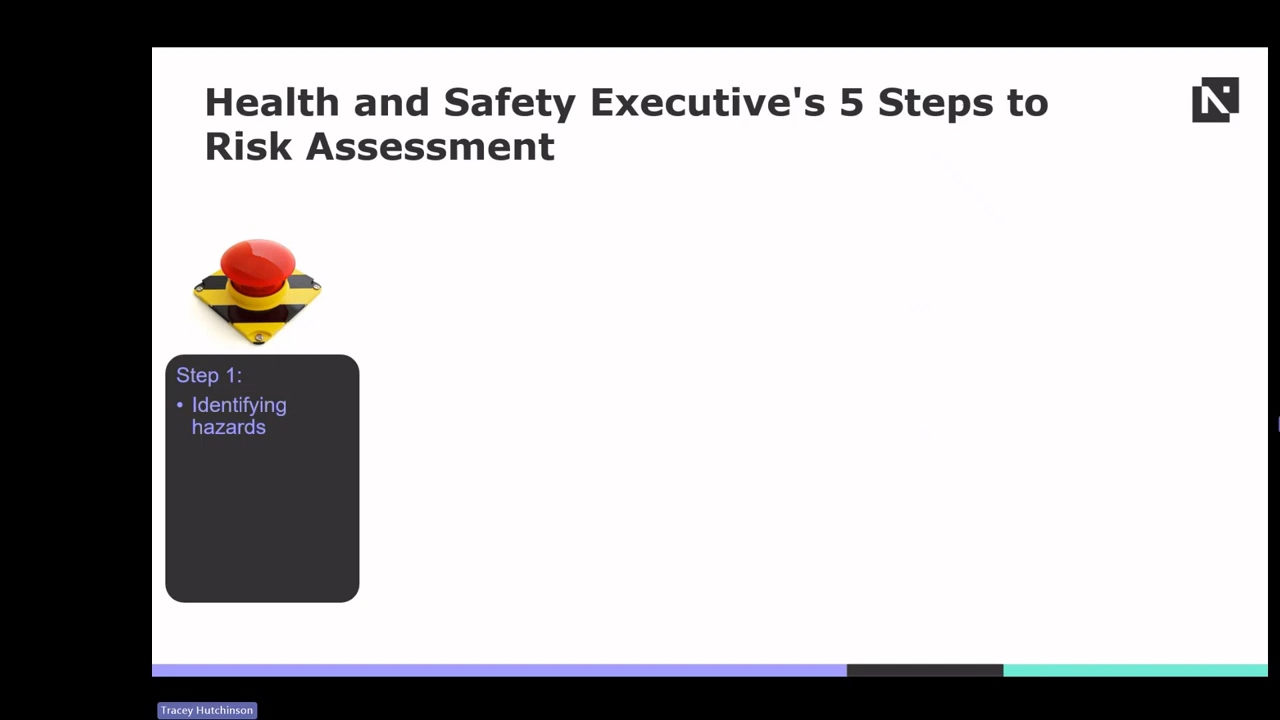 Health and Safety Executive's 5 Steps to
Risk Assessment
Step 1:
• Identifying
hazards
Tracey Hutchinson